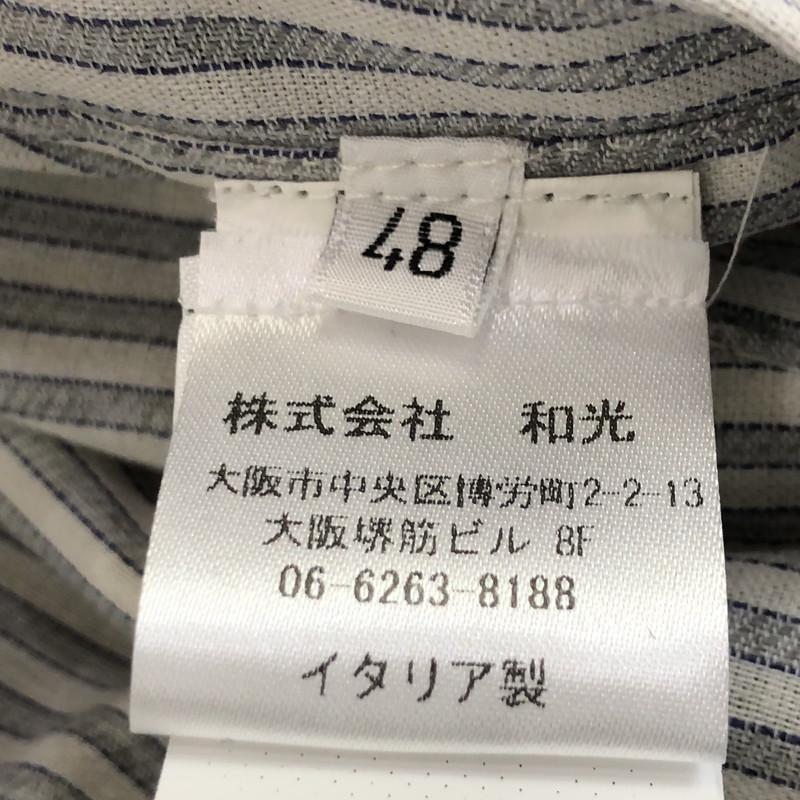 48
株式会社 和光
大阪市中央区博労町2-2-13
大阪堺筋ビル 8F
06-6263-8188
イタリア製